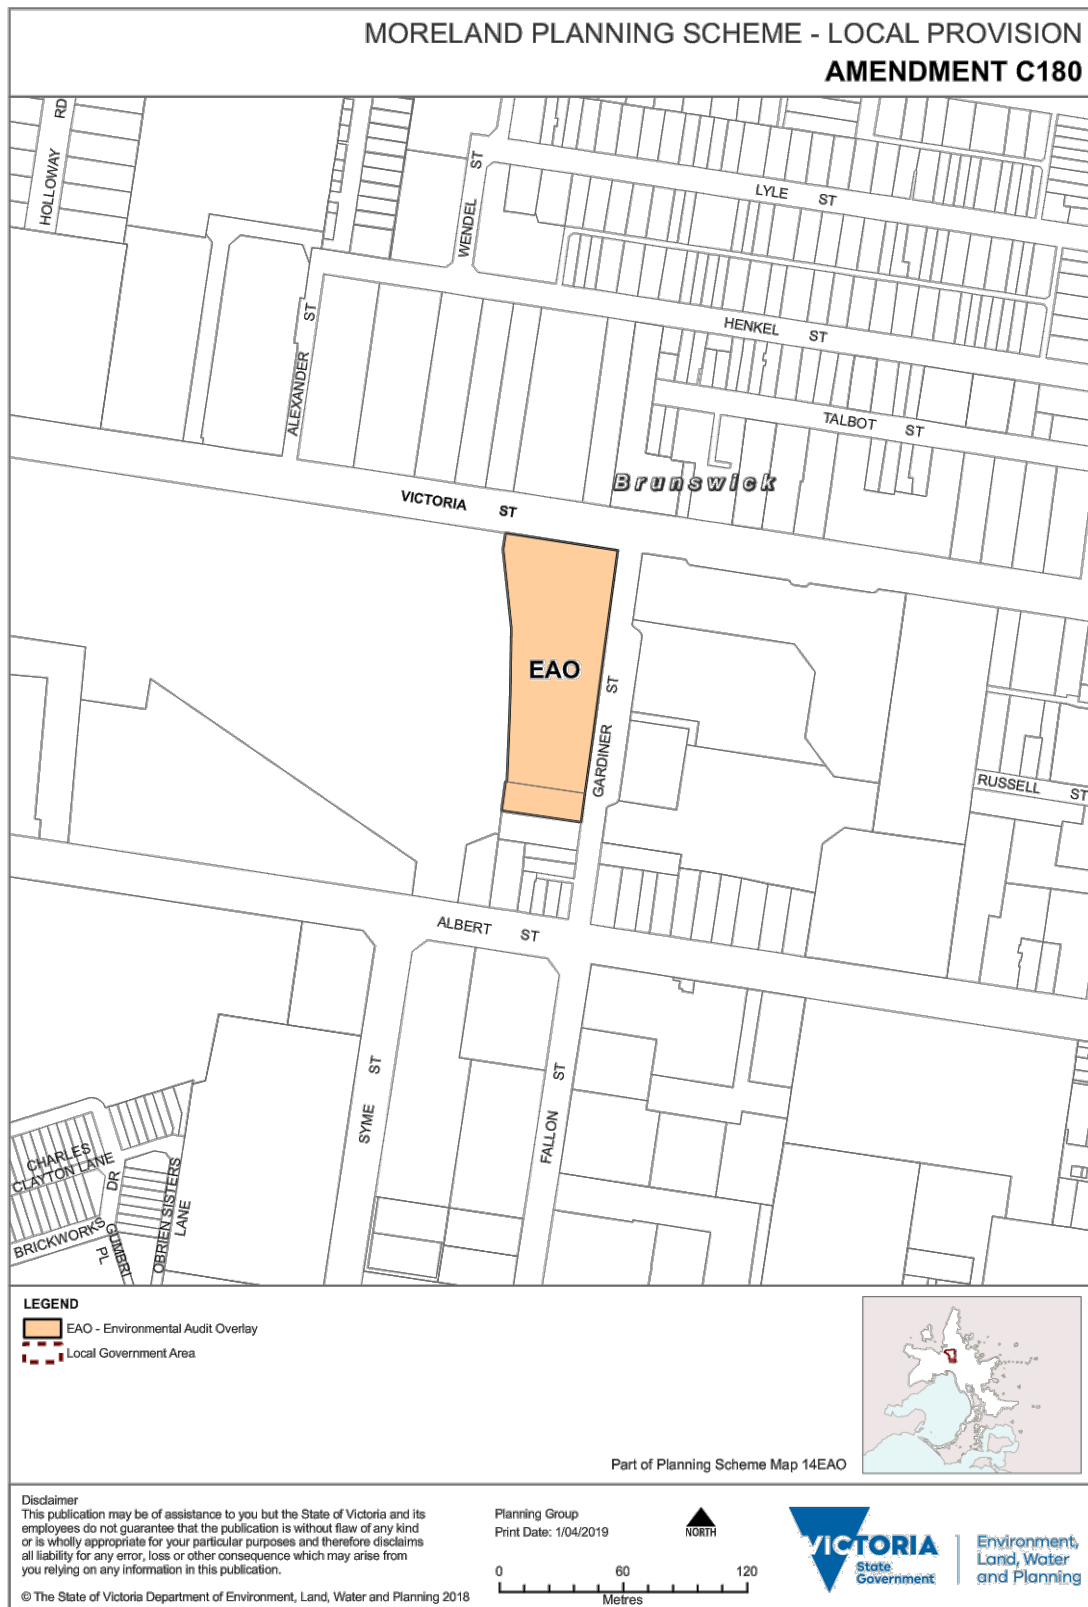 MORELAND PLANNING SCHEME - LOCAL PROVISION
AMENDMENT C180
HOLLOWAY RD
WENDEL ST
LYLE ST
ALEXANDER ST
HENKEL ST
TALBOT ST
Brunswick
VICTORIA ST
EAO
GARDINER ST
RUSSELL ST
ALBERT ST
SYME ST
FALLON ST
CHARLES
CLAYTON LANE
BRICKWORKS DR
GUMBRI
PL
OBRIEN SISTERS
LANE
LEGEND
EAO - Environmental Audit Overlay
Local Government Area
Part of Planning Scheme Map 14EAO
Disclaimer
This publication may be of assistance to you but the State of Victoria and its
employees do not guarantee that the publication is without flaw of any kind
or is wholly appropriate for your particular purposes and therefore disclaims
all liability for any error, loss or other consequence which may arise from
you relying on any information in this publication.
© The State of Victoria Department of Environment, Land, Water and Planning 2018
Planning Group
Print Date: 1/04/2019
NORTH
0 60 120
Metres
VICTORIA
State
Government
Environment,
Land, Water
and Planning